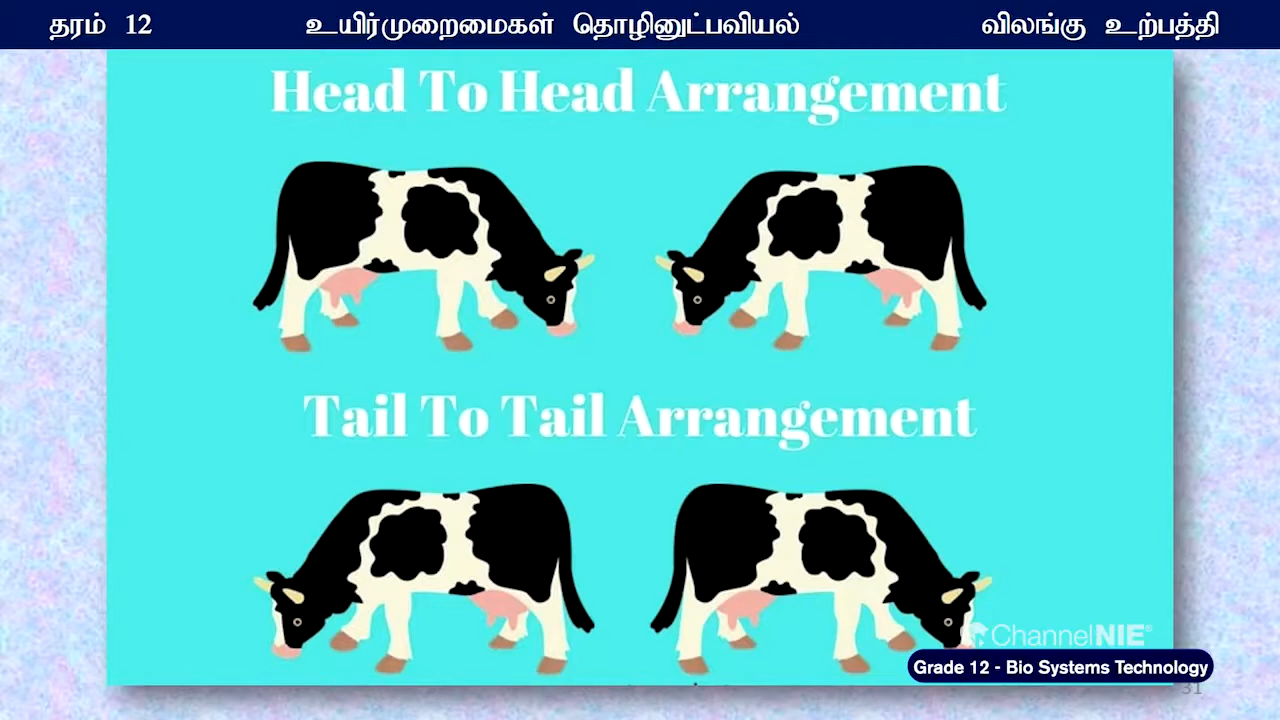 தரம் 12 உயிர்முறைமைகள் தொழினுட்பவியல் விலங்கு உற்பத்தி
Head To Head Arrangement
Tail To Tail Arrangement
ChannelNIE®
Grade 12 - Bio Systems Technology
31